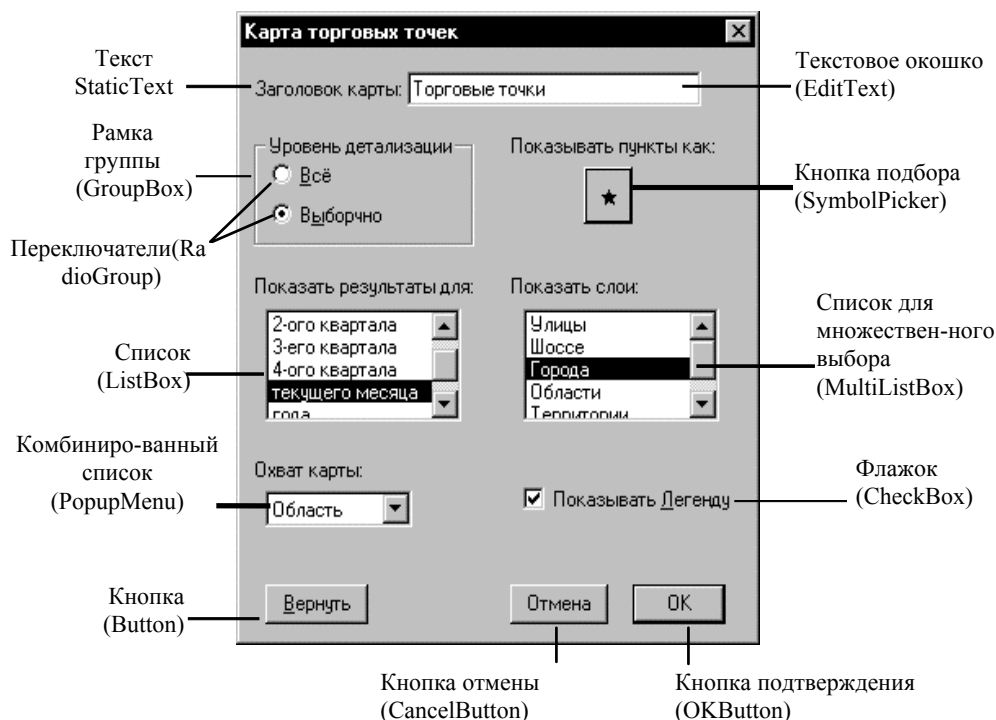 Карта торговых точек
Текст
StaticText
Заголовок карты:
Торговые точки
Текстовое окошко
(EditText)
Рамка
группы
(GroupBox)
Уровень детализации
Всё
Выборчно
Показывать пункты как:
Кнопка подбора
(SymbolPicker)
Переключатели(Ra
dioGroup)
Показать результаты для:
2-ого квартала
3-его квартала
4-ого квартала
текущего месяца
года
Показать слои:
Улицы
Шоссе
Города
Области
Территории
Список
(ListBox)
Список для
множествен-ного
выбора
(MultiListBox)
Комбиниро-ванный
список
(PopupMenu)
Охват карты:
Область
Показывать Легенду
Флажок
(CheckBox)
Кнопка
(Button)
Вернуть
Отмена
OK
Кнопка отмены
(CancelButton)
Кнопка подтверждения
(OKButton)